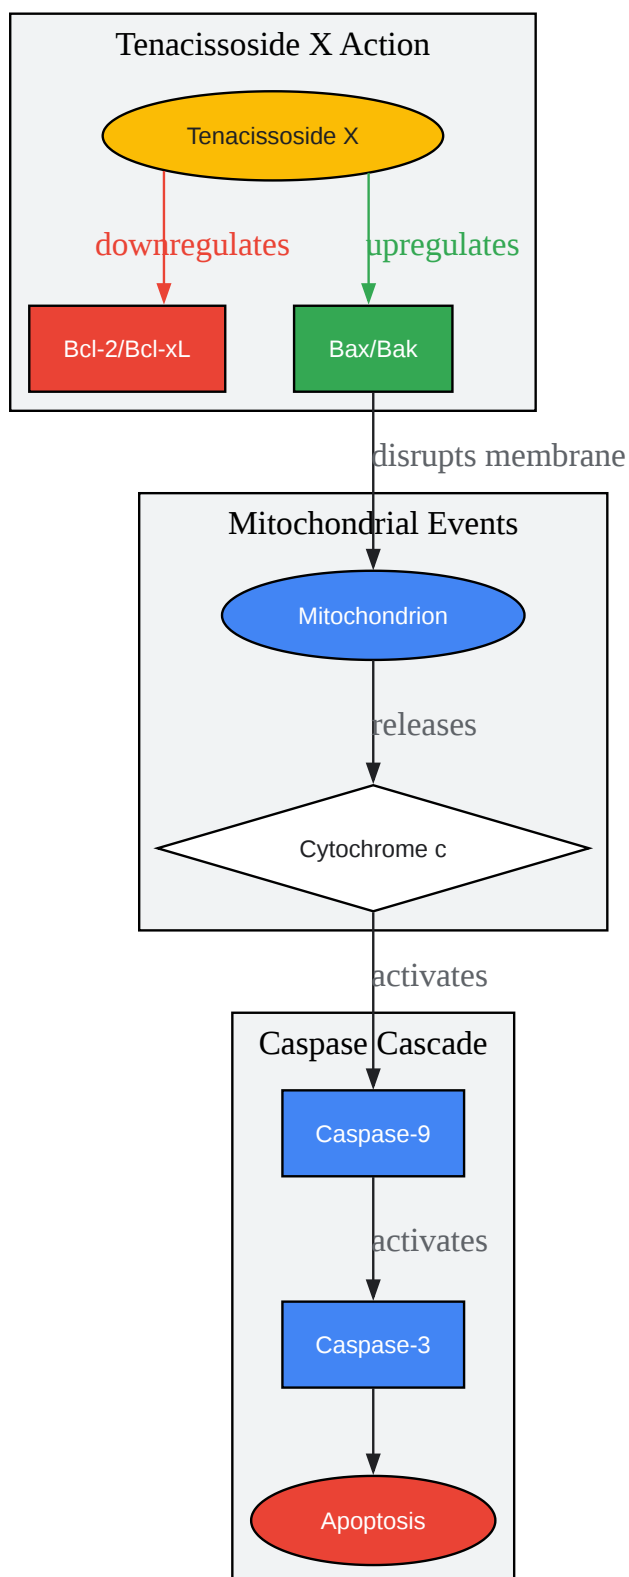 Tenacissoside X Action
Tenacissoside X
downregulates
upregulates
Bcl-2/Bcl-xL
Bax/Bak
disrupts membrane
Mitochondrial Events
Mitochondrion
releases
Cytochrome c
activates
Caspase Cascade
Caspase-9
activates
Caspase-3
Apoptosis